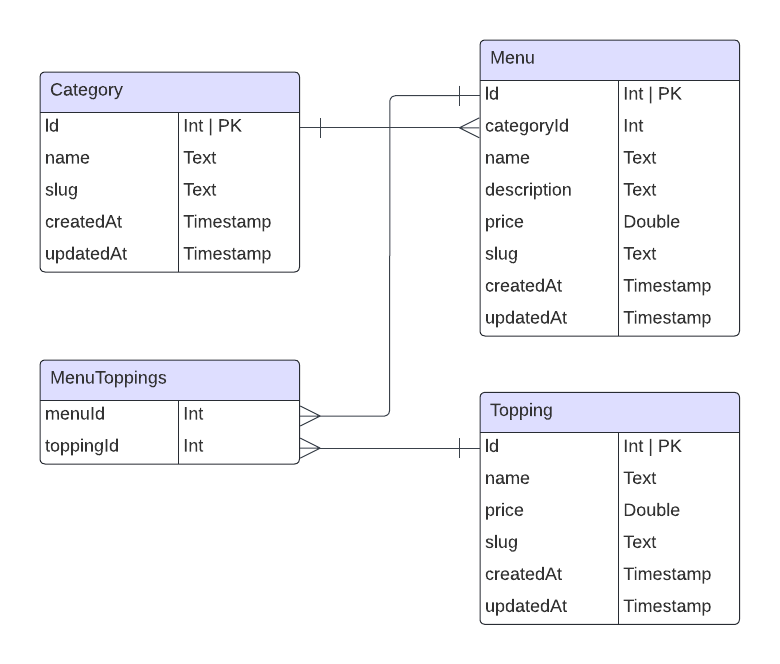 Category
Id Int | PK
name Text
slug Text
createdAt Timestamp
updatedAt Timestamp
Menu
Id Int | PK
categoryId Int
name Text
description Text
price Double
slug Text
createdAt Timestamp
updatedAt Timestamp
MenuToppings
menuId Int
toppingId Int
Topping
Id Int | PK
name Text
price Double
slug Text
createdAt Timestamp
updatedAt Timestamp